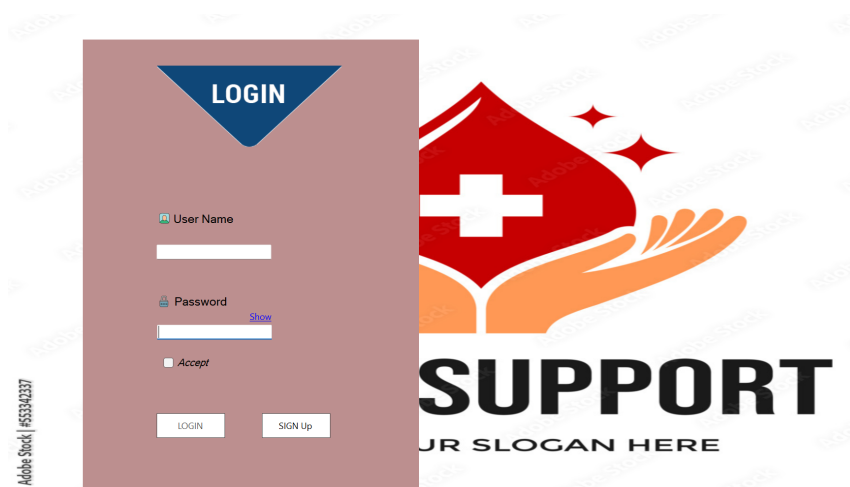 LOGIN
User Name
Password
Show
Accept
LOGIN
SIGN Up
SUPPORT
UR SLOGAN HERE
Adobe Stock | #553342337